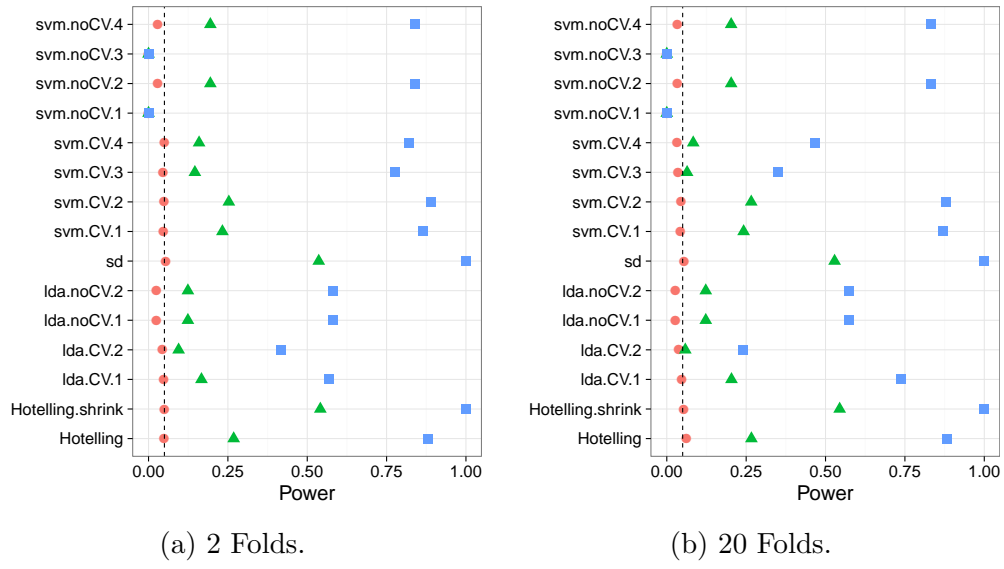 svm.noCV.4
svm.noCV.3
svm.noCV.2
svm.noCV.1
svm.CV.4
svm.CV.3
svm.CV.2
svm.CV.1
sd
lda.noCV.2
lda.noCV.1
lda.CV.2
lda.CV.1
Hotelling.shrink
Hotelling
0.00 0.25 0.50 0.75 1.00
Power
(a) 2 Folds.
svm.noCV.4
svm.noCV.3
svm.noCV.2
svm.noCV.1
svm.CV.4
svm.CV.3
svm.CV.2
svm.CV.1
sd
lda.noCV.2
lda.noCV.1
lda.CV.2
lda.CV.1
Hotelling.shrink
Hotelling
0.00 0.25 0.50 0.75 1.00
Power
(b) 20 Folds.